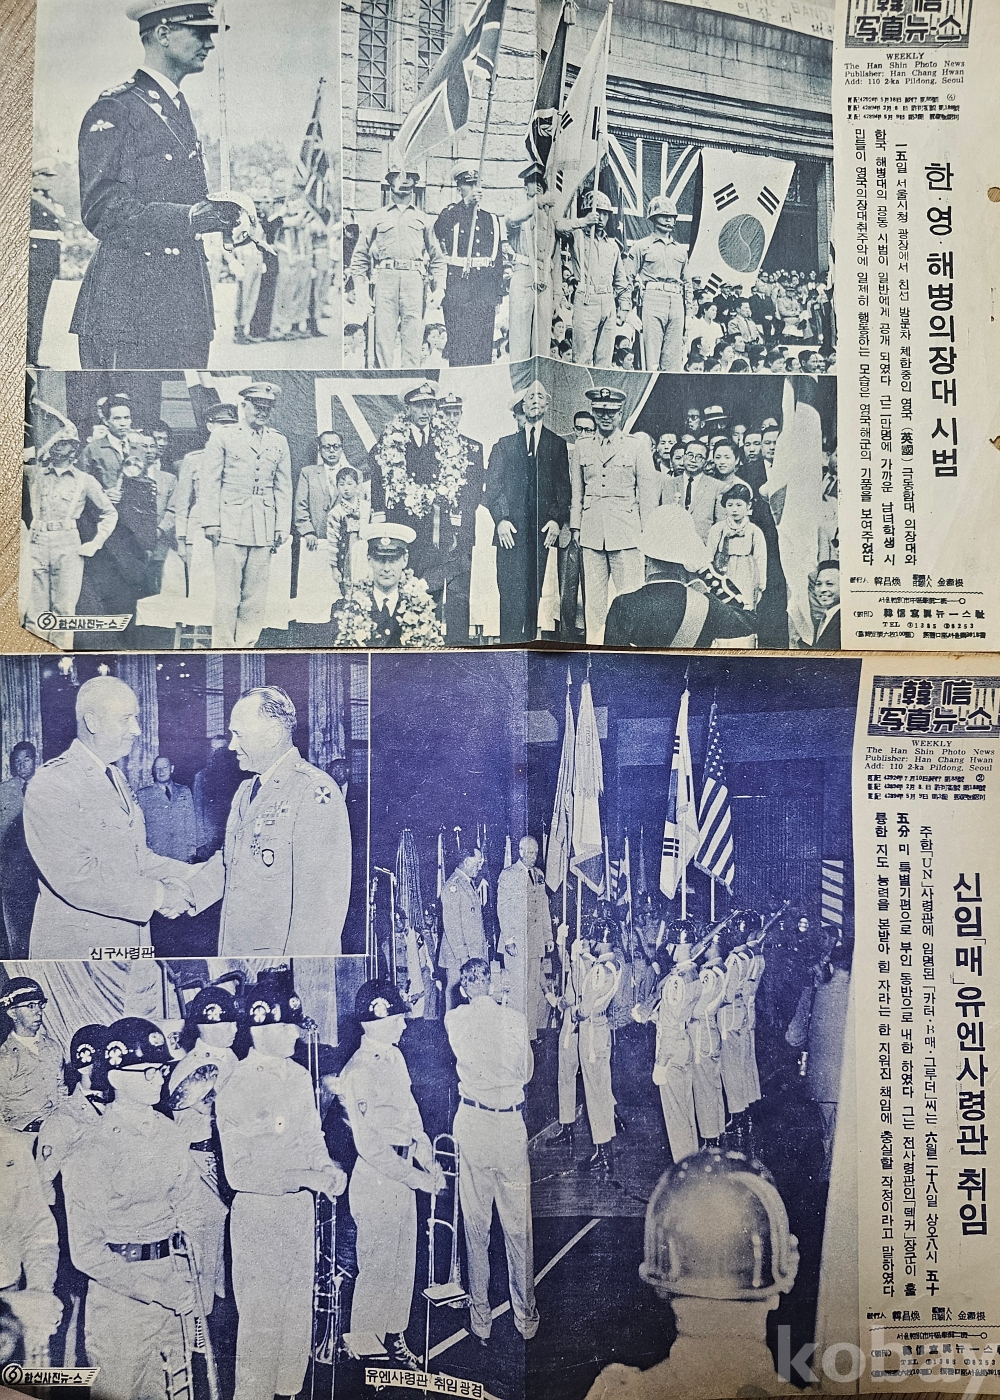 韓信
写真뉴-스
WEEKLY
The Han Shin Photo News
Publisher: Han Chang Hwan
Add: 110 2-ka Pildong, Seoul
한·영·해병의장대 시범
一五일 서울시청 광장에서 친선 방문차 체한중인 영국(英國)극동함대 의장대와
한국 해병대의 공동 시범이 일반에게 공개 되였다 근 二만명에 가까운 남녀학생 시
민들이 영국의장대취주악에 일제히 행동하는 모습은 영국해군의 기품을 보여주었다
韓昌煥
韓信寫眞뉴ー스社
한신사진뉴-스
韓信
写真뉴-스
WEEKLY
The Han Shin Photo News
Publisher: Han Chang Hwan
Add: 110 2-ka Pildong, Seoul
신임「매」유엔사령관 취임
주한「UN」사령관에 임명된「카터·B매·그루더」씨는 六월二十八일 상오八시 五十
五分 미 특별기편으로 부인 동방으로 내한 하였다 그는 전사령관인「덱커」장군이 훌
륭한 지도 능력을 본받아 힘 자라는 한 지워진 책임에 충실할 작정이라고 말하였다
韓昌煥
韓信寫眞뉴ー스
신구사령관
유엔사령관 취임광경
한신사진뉴-스